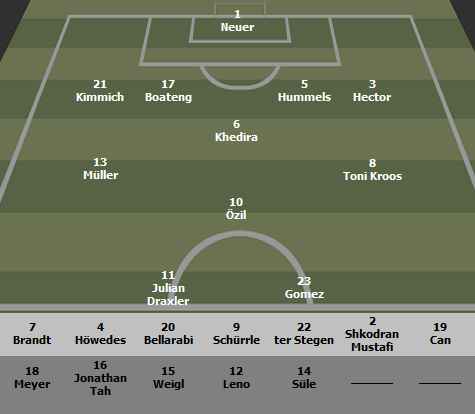 1
Neuer
21
Kimmich
17
Boateng
5
Hummels
3
Hector
6
Khedira
13
Müller
8
Toni Kroos
10
Özil
11
Julian
Draxler
23
Gomez
7
Brandt
4
Höwedes
20
Bellarabi
9
Schürrle
22
ter Stegen
2
Shkodran
Mustafi
19
Can
18
Meyer
16
Jonathan
Tah
15
Weigl
12
Leno
14
Süle